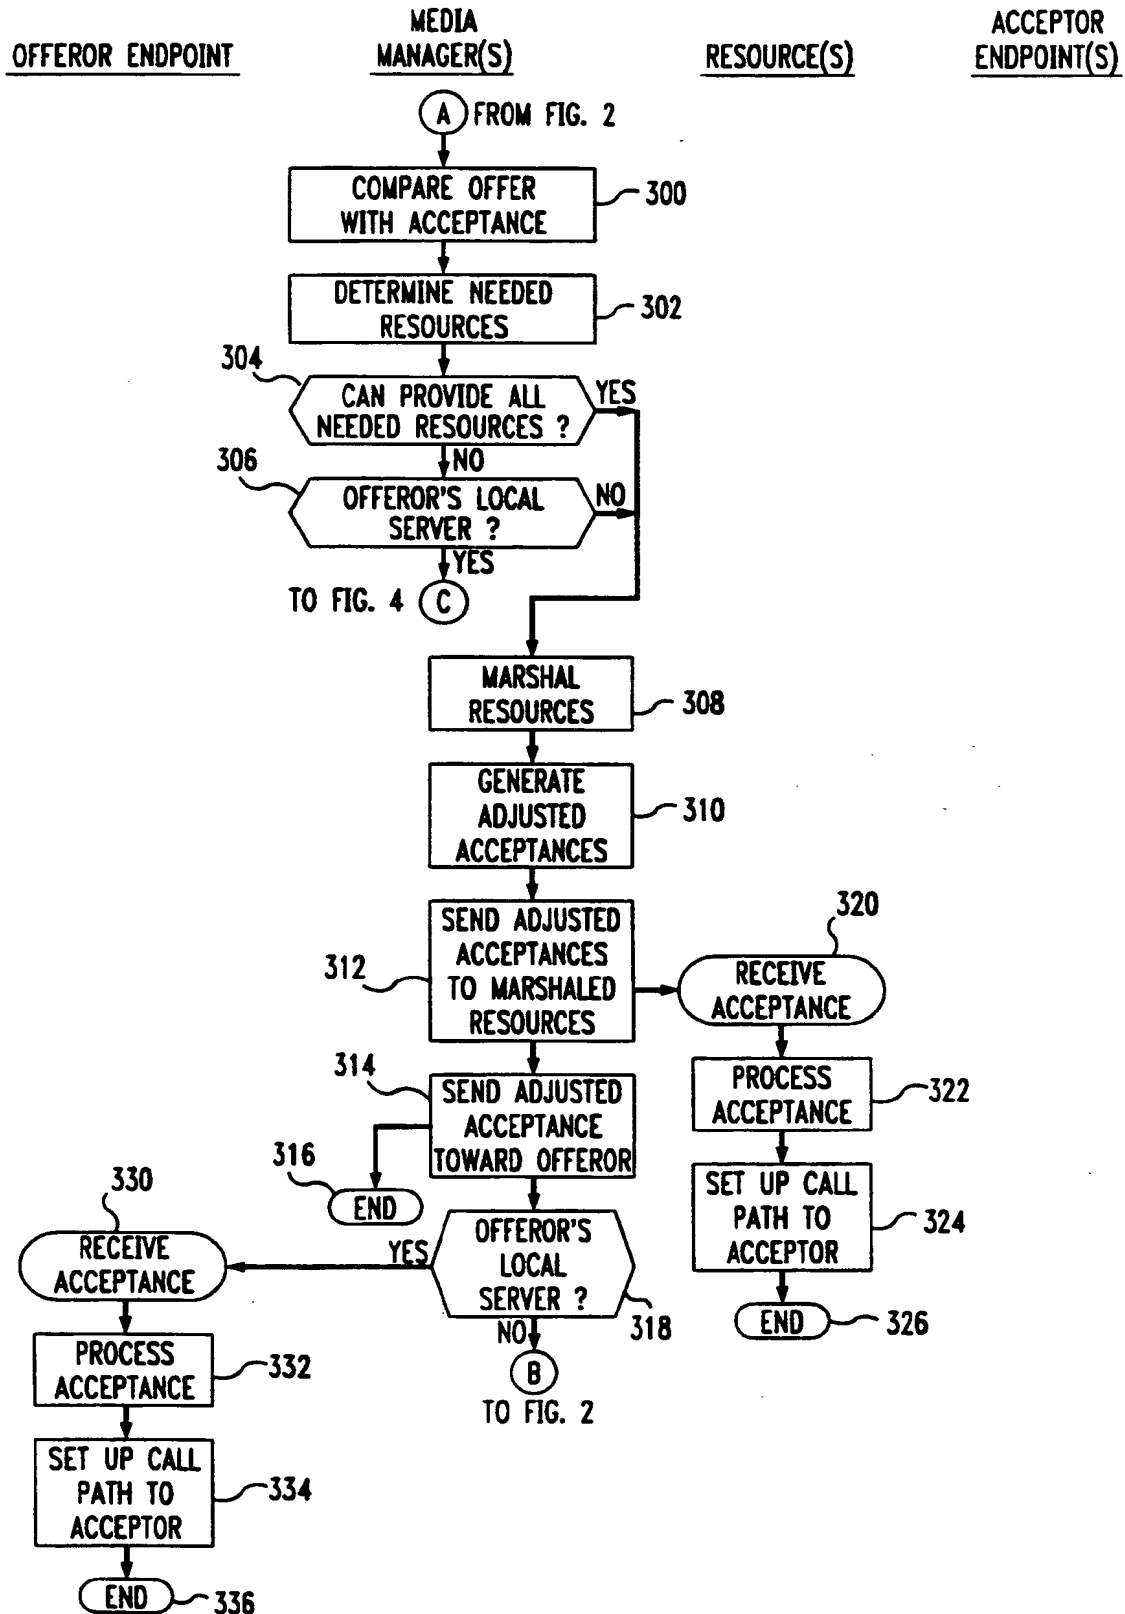 OFFEROR ENDPOINT
MEDIA
MANAGER(S)
RESOURCE(S)
ACCEPTOR
ENDPOINT(S)
A FROM FIG. 2
COMPARE OFFER
WITH ACCEPTANCE
300
DETERMINE NEEDED
RESOURCES
302
304
CAN PROVIDE ALL
NEEDED RESOURCES ?
YES
NO
306
OFFEROR'S LOCAL
SERVER ?
NO
YES
TO FIG. 4 C
MARSHAL
RESOURCES
308
GENERATE
ADJUSTED
ACCEPTANCES
310
SEND ADJUSTED
ACCEPTANCES
TO MARSHALED
RESOURCES
312
320
RECEIVE
ACCEPTANCE
PROCESS
ACCEPTANCE
322
314
SEND ADJUSTED
ACCEPTANCE
TOWARD OFFEROR
316
END
SET UP CALL
PATH TO
ACCEPTOR
324
END
326
OFFEROR'S
LOCAL
SERVER ?
318
YES
NO
B
TO FIG. 2
330
RECEIVE
ACCEPTANCE
PROCESS
ACCEPTANCE
332
SET UP CALL
PATH TO
ACCEPTOR
334
END
336